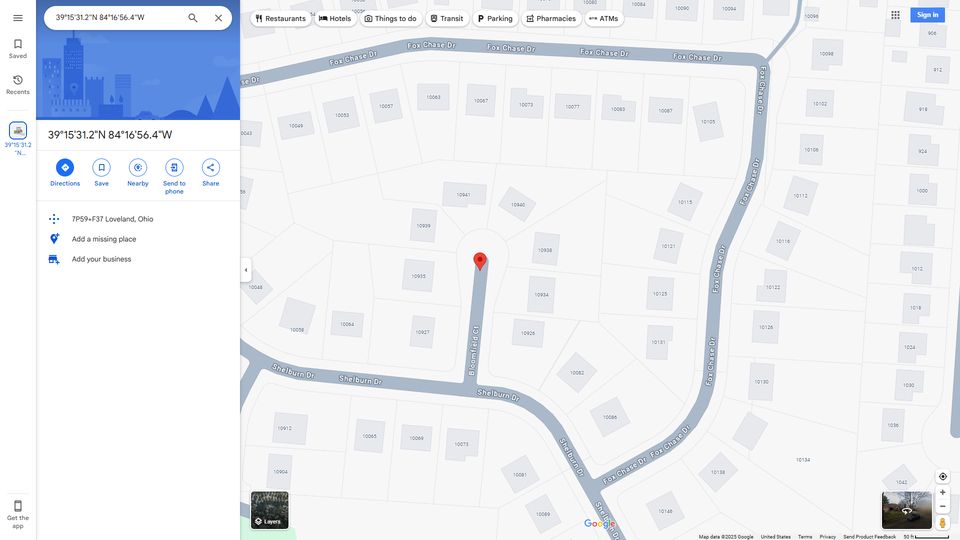 39°15'31.2"N 84°16'56.4"W
Restaurants
Hotels
Things to do
Transit
Parking
Pharmacies
ATMs
Sign in
Saved
Recents
39°15'31.2
"N...
39°15'31.2"N 84°16'56.4"W
Directions
Save
Nearby
Send to
phone
Share
7P59+F37 Loveland, Ohio
Add a missing place
Add your business
Get the
app
Fox Chase Dr
Fox Chase Dr
Fox Chase Dr
Fox Chase Dr
se Dr
Fox Chase Dr
10098
906
912
10043
10049
10053
10057
10063
10067
10073
10077
10083
10087
10105
10102
918
10106
924
Fox Chase Dr
10941
10940
10115
10112
1000
10939
10938
10121
10116
1012
Fox Chase Dr
10048
10935
10934
10125
10122
1018
10058
10064
10927
10926
10131
10126
1024
Bloomfield Ct
Fox Chase Dr
Shelburn Dr
Shelburn Dr
Shelburn Dr
10082
10130
1030
10086
1036
10912
10065
10069
10073
Shelburn Dr
Fox Chase Dr
Fox Chase Dr
10134
10904
10081
10138
1042
10089
10146
Shelburn Dr
Layers
Google
Map data ©2025 Google
United States
Terms
Privacy
Send Product Feedback
50 ft